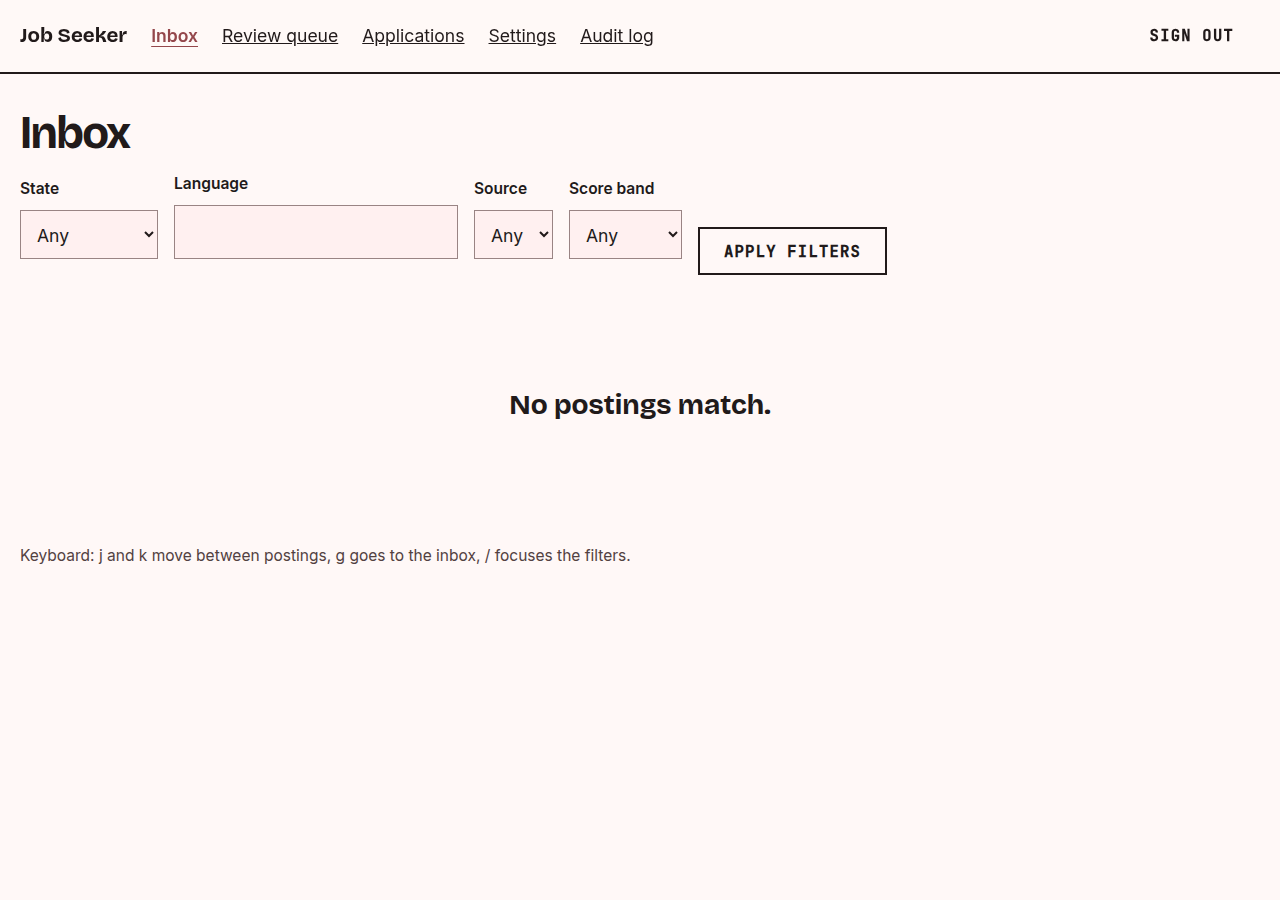 Job Seeker Inbox Review queue Applications Settings Audit log SIGN OUT
Inbox
State Language Source Score band
Any Any Any APPLY FILTERS
No postings match.
Keyboard: j and k move between postings, g goes to the inbox, / focuses the filters.